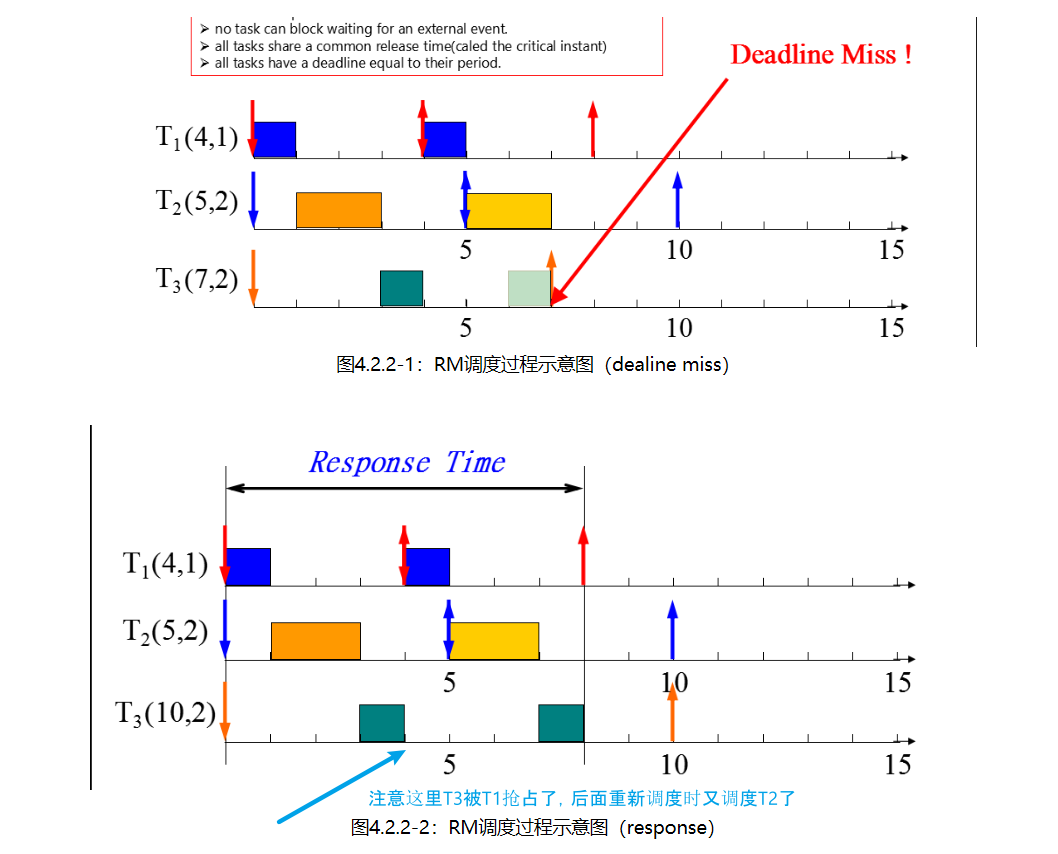 ➢ no task can block waiting for an external event.
➢ all tasks share a common release time(caled the critical instant)
➢ all tasks have a deadline equal to their period.
Deadline Miss !
T1(4,1)
T2(5,2)
5 10 15
T3(7,2)
5 10 15
图4.2.2-1：RM调度过程示意图（dealine miss）
Response Time
T1(4,1)
T2(5,2)
5 10 15
T3(10,2)
5 10 15
注意这里T3被T1抢占了, 后面重新调度时又调度T2了
图4.2.2-2：RM调度过程示意图（response）